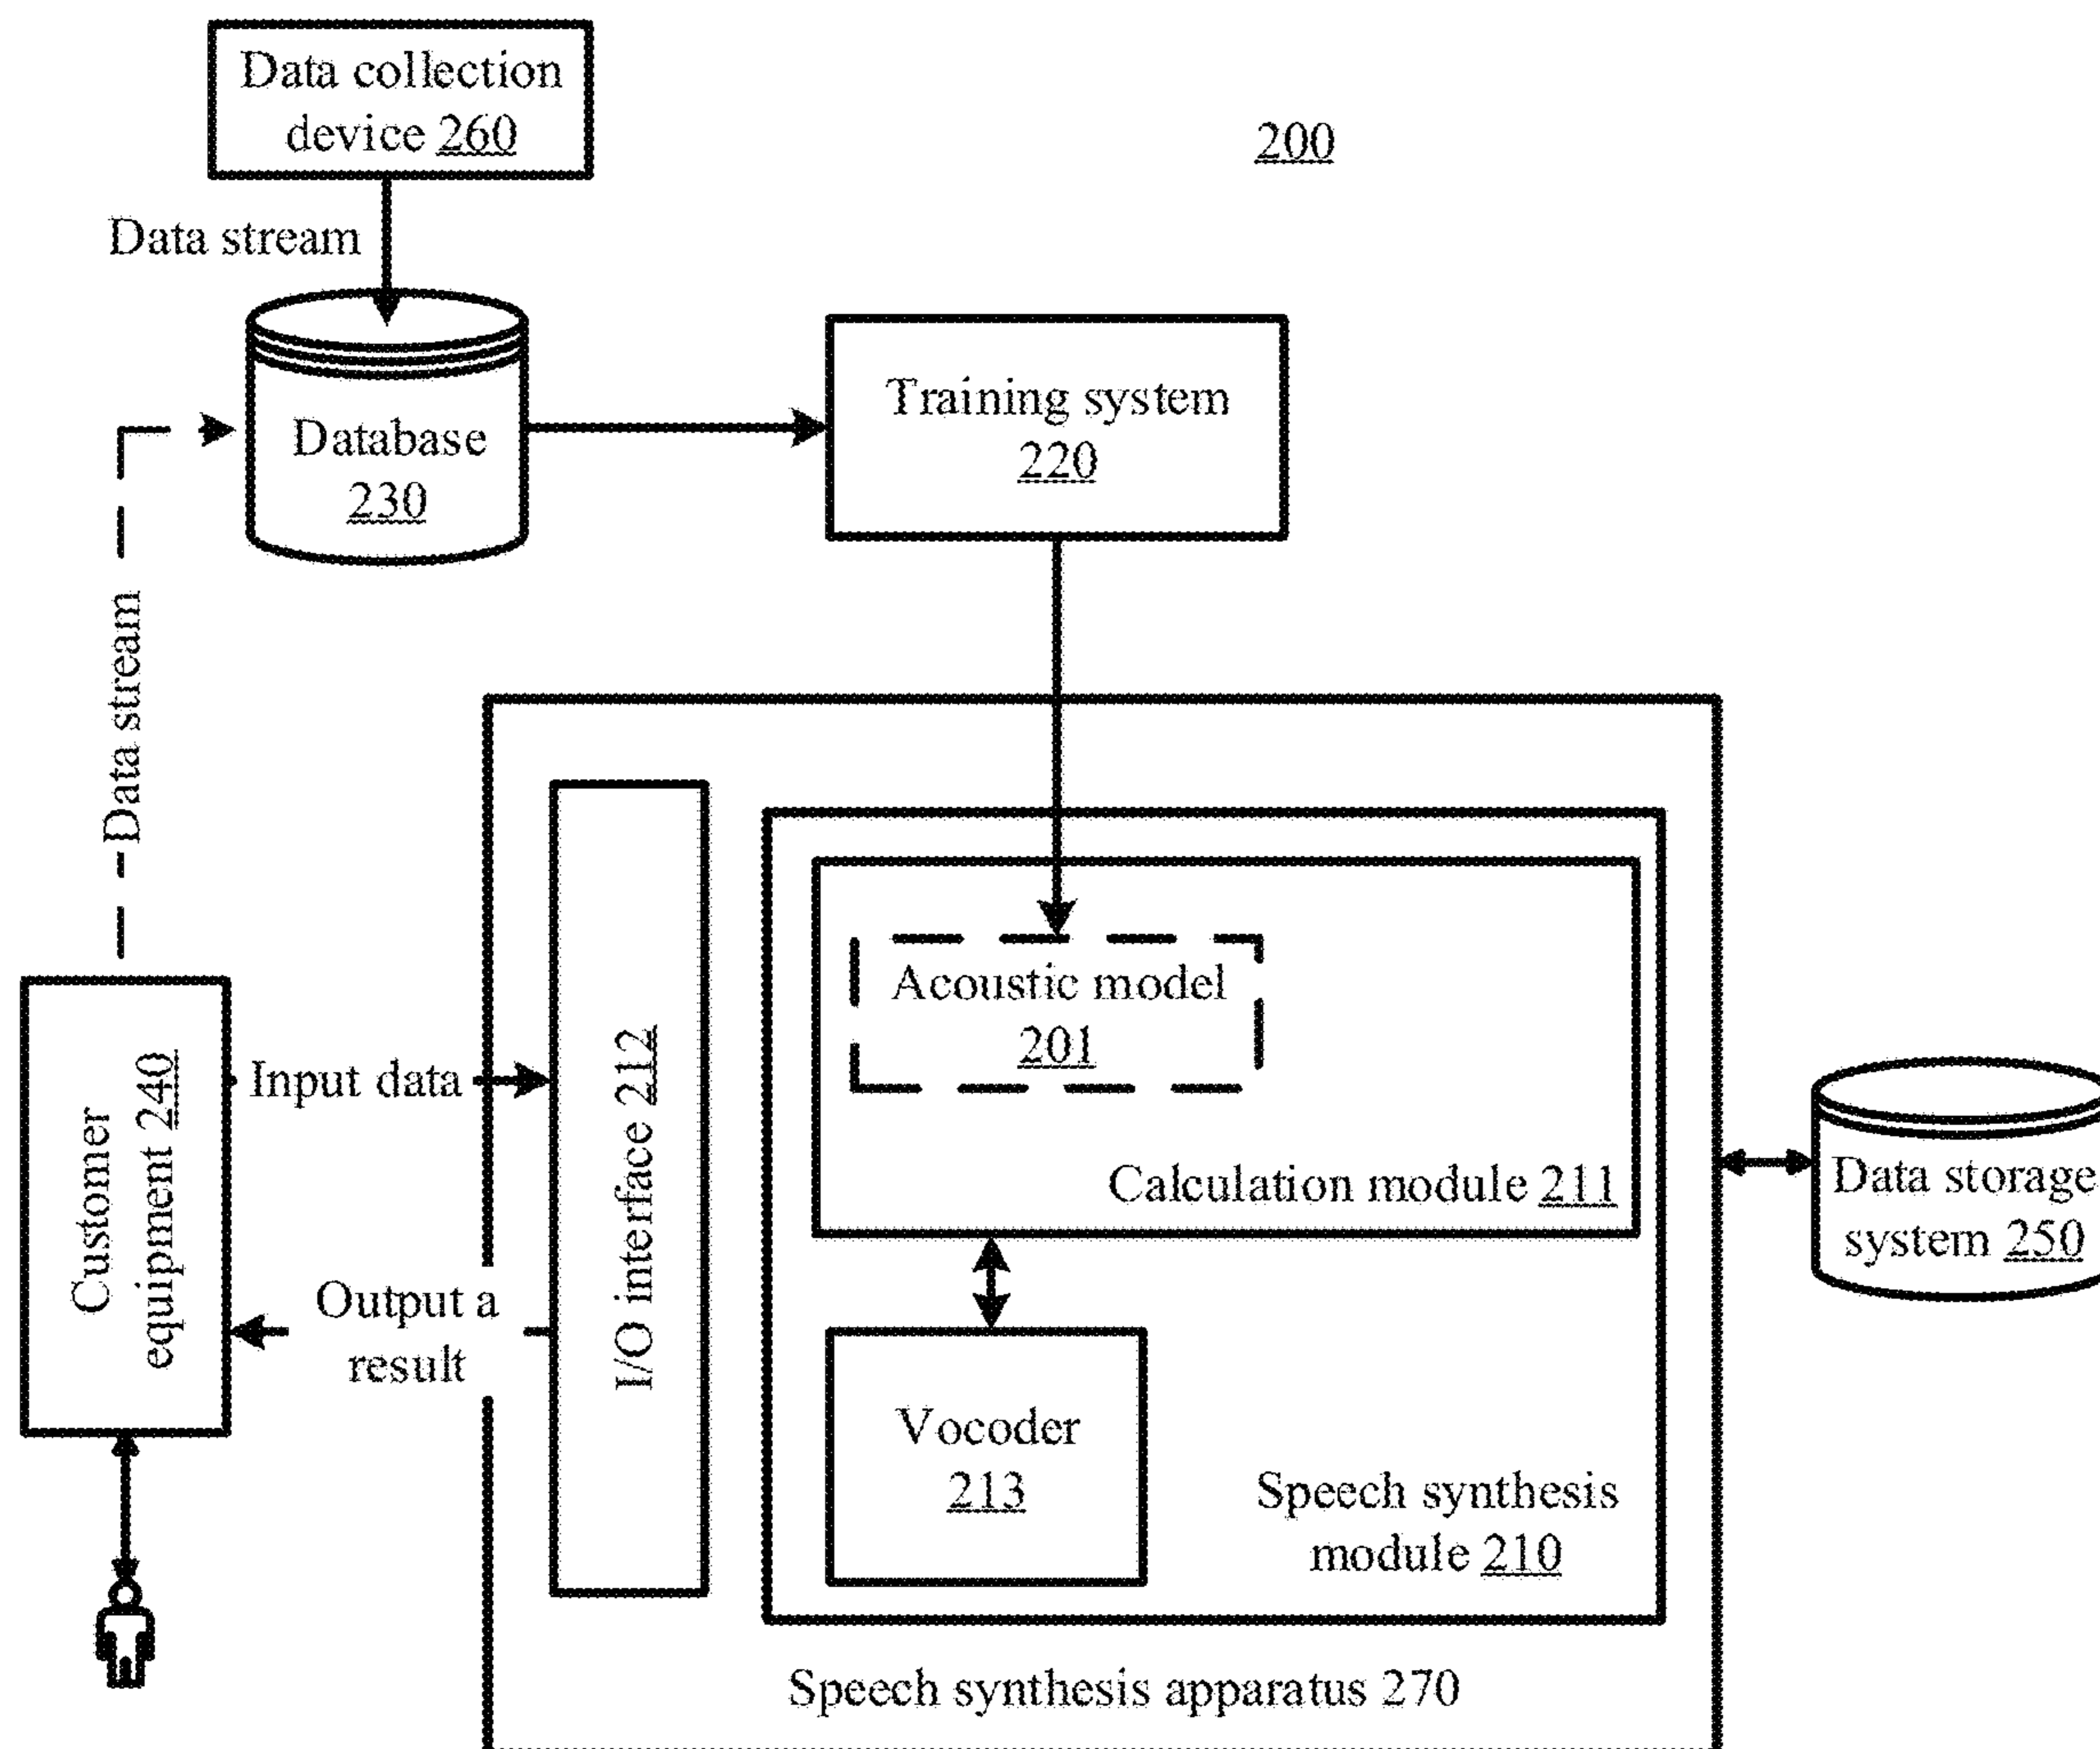 Data collection
device 260
200
Data stream
Training system
220
Database
230
Data stream
Acoustic model
201
Customer
equipment 240
Input data
I/O interface 212
Calculation module 211
Data storage
system 250
Output a
result
Vocoder
213
Speech synthesis
module 210
Speech synthesis apparatus 270